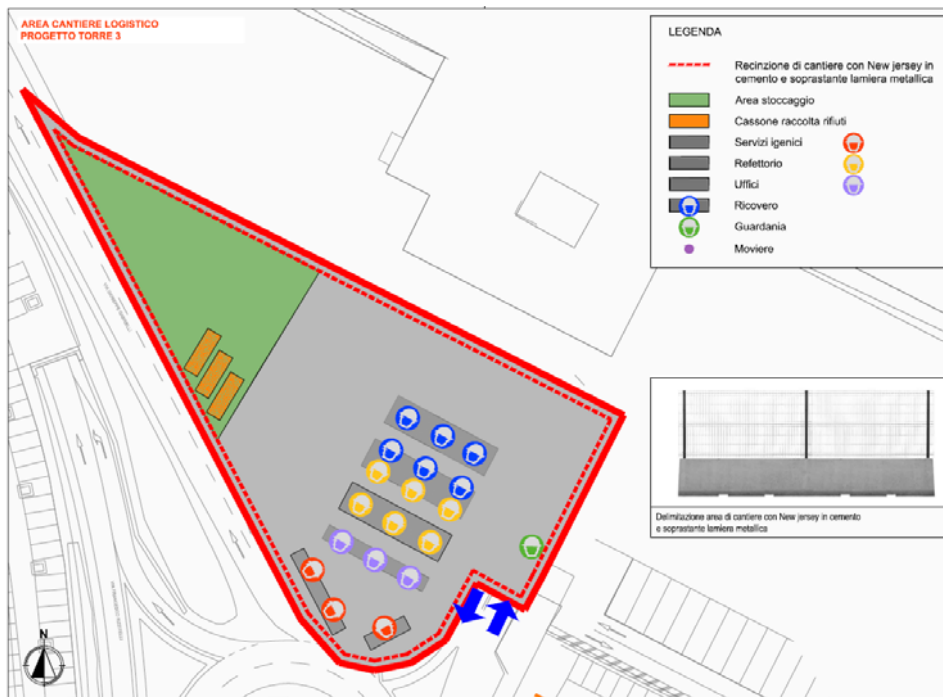 AREA CANTIERE LOGISTICO
PROGETTO TORRE 3
LEGENDA
Recinzione di cantiere con New jersey in
cemento e soprastante lamiera metallica
Area stoccaggio
Cassone raccolta rifiuti
Servizi igenici
Refettorio
Uffici
Ricovero
Guardania
Moviere
Delimitazione area di cantiere con New jersey in cemento
e soprastante lamiera metallica
N